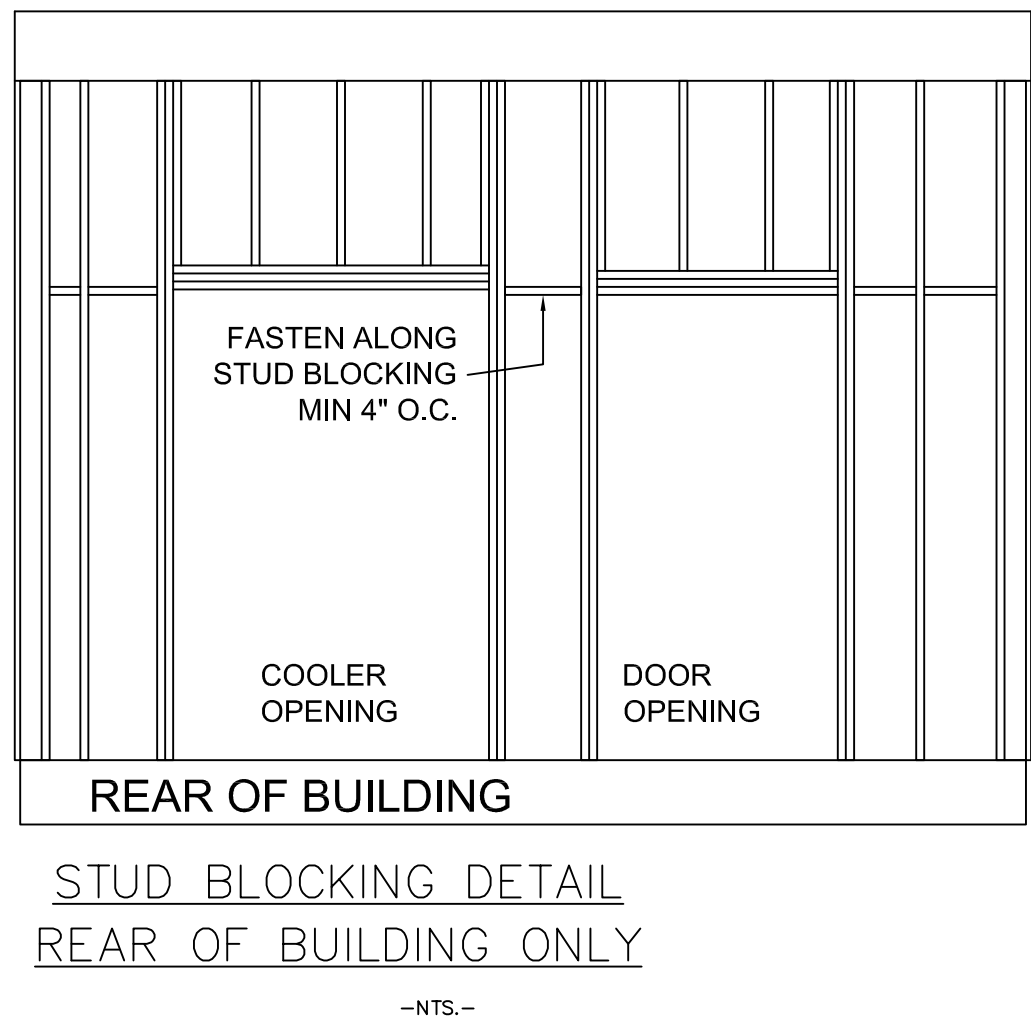 FASTEN ALONG
STUD BLOCKING
MIN 4" O.C.
COOLER
OPENING
DOOR
OPENING
REAR OF BUILDING
STUD BLOCKING DETAIL
REAR OF BUILDING ONLY
-NTS.-